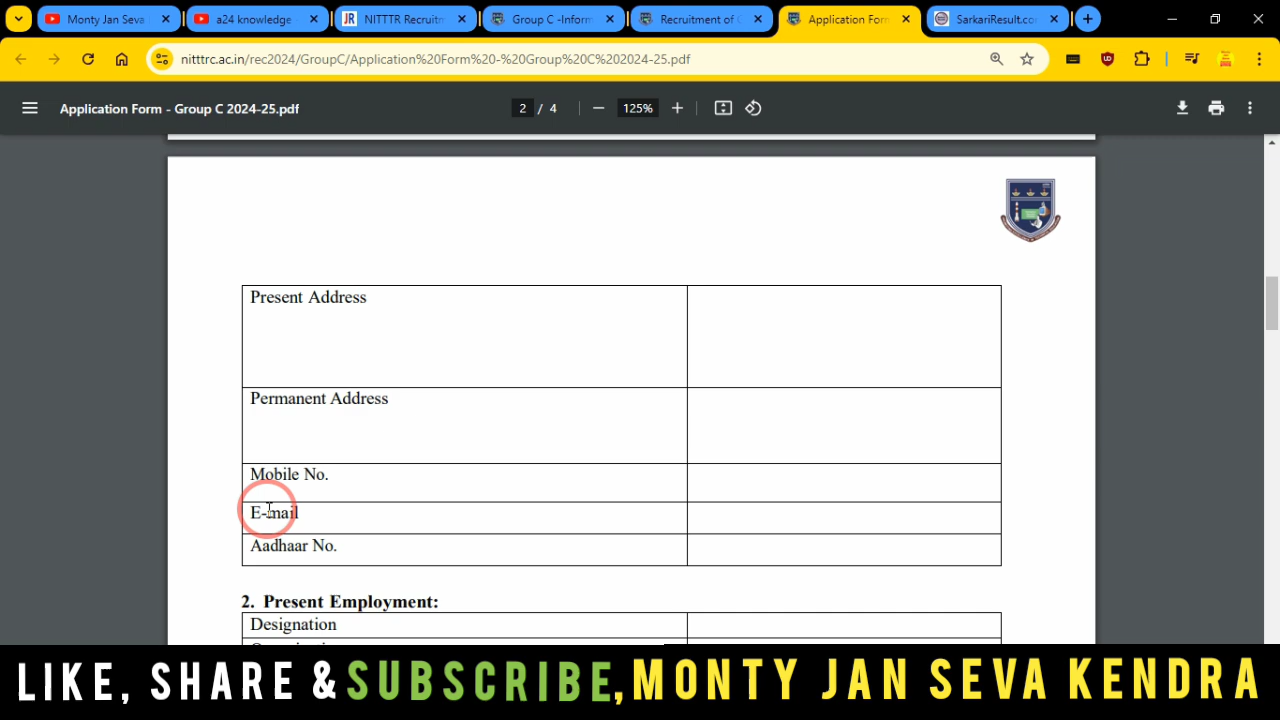 Monty Jan Seva
a24 knowledge
NITTTR Recruitm
Group C -Inform
Recruitment of
Application Form
SarkariResult.co
nitttrc.ac.in/rec2024/GroupC/Application%20Form%20-%20Group%20C%202024-25.pdf
Application Form - Group C 2024-25.pdf
2 / 4
125%
Present Address
Permanent Address
Mobile No.
E-mail
Aadhaar No.
2. Present Employment:
Designation
LIKE, SHARE & SUBSCRIBE, MONTY JAN SEVA KENDRA